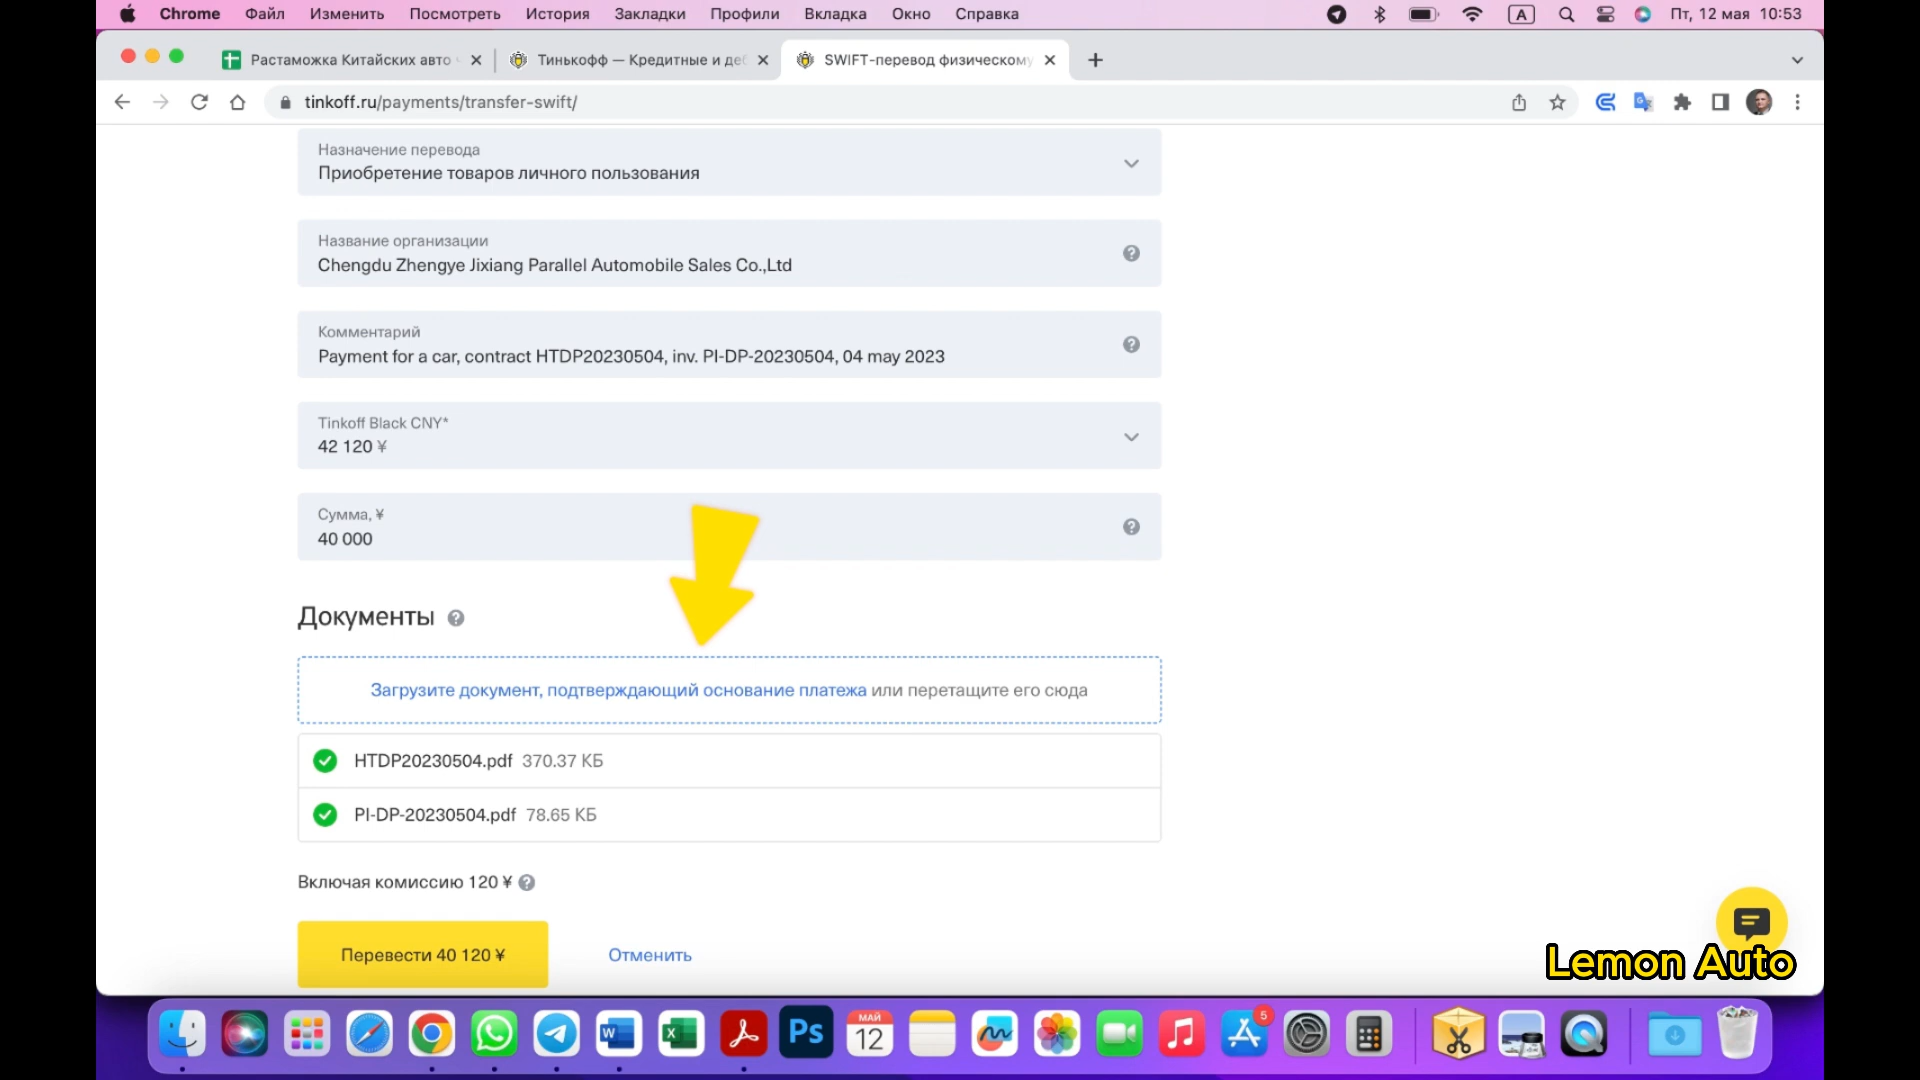 Chrome Файл Изменить Посмотреть История Закладки Профили Вкладка Окно Справка A Пт, 12 мая 10:53
Растаможка Китайских авто Тинькофф — Кредитные и деб SWIFT-перевод физическому
tinkoff.ru/payments/transfer-swift/
Назначение перевода
Приобретение товаров личного пользования
Название организации
Chengdu Zhengye Jixiang Parallel Automobile Sales Co.,Ltd
Комментарий
Payment for a car, contract HTDP20230504, inv. PI-DP-20230504, 04 may 2023
Tinkoff Black CNY*
42 120 ¥
Сумма, ¥
40 000
Документы
Загрузите документ, подтверждающий основание платежа или перетащите его сюда
HTDP20230504.pdf 370.37 КБ
PI-DP-20230504.pdf 78.65 КБ
Включая комиссию 120 ¥
Перевести 40 120 ¥ Отменить
Lemon Auto
W X Ps МАЙ 12 5